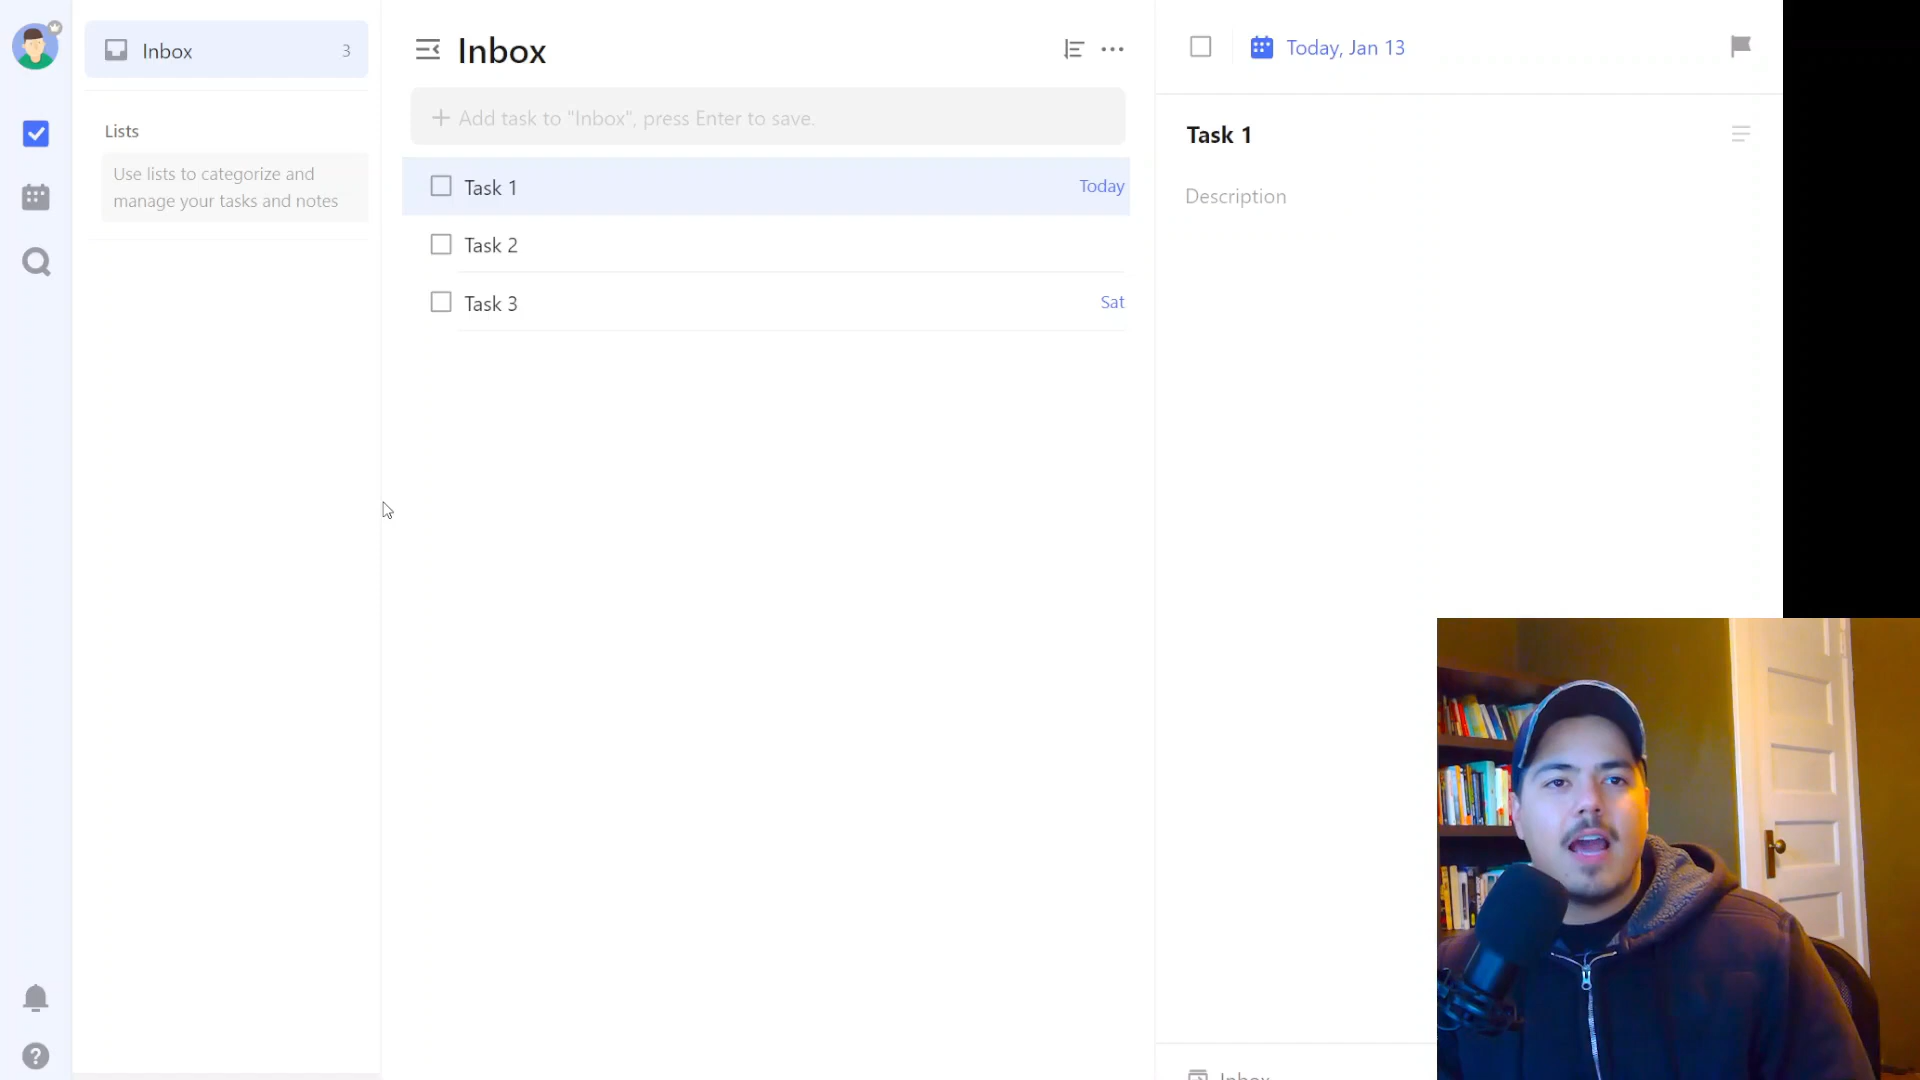 Inbox 3
Lists
Use lists to categorize and
manage your tasks and notes
Inbox
Add task to "Inbox", press Enter to save.
Task 1 Today
Task 2
Task 3 Sat
Today, Jan 13
Task 1
Description
Inbox